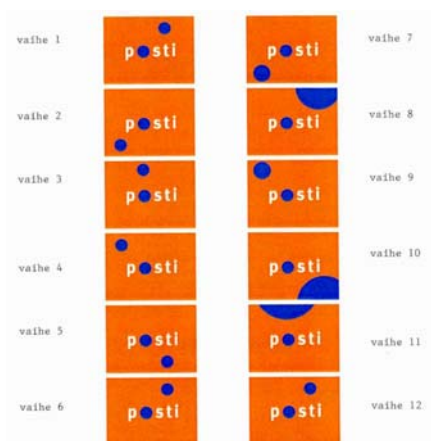 vaihe 1
posti
vaihe 2
posti
vaihe 3
posti
vaihe 4
posti
vaihe 5
posti
vaihe 6
posti
posti
vaihe 7
posti
vaihe 8
posti
vaihe 9
posti
vaihe 10
posti
vaihe 11
posti
vaihe 12